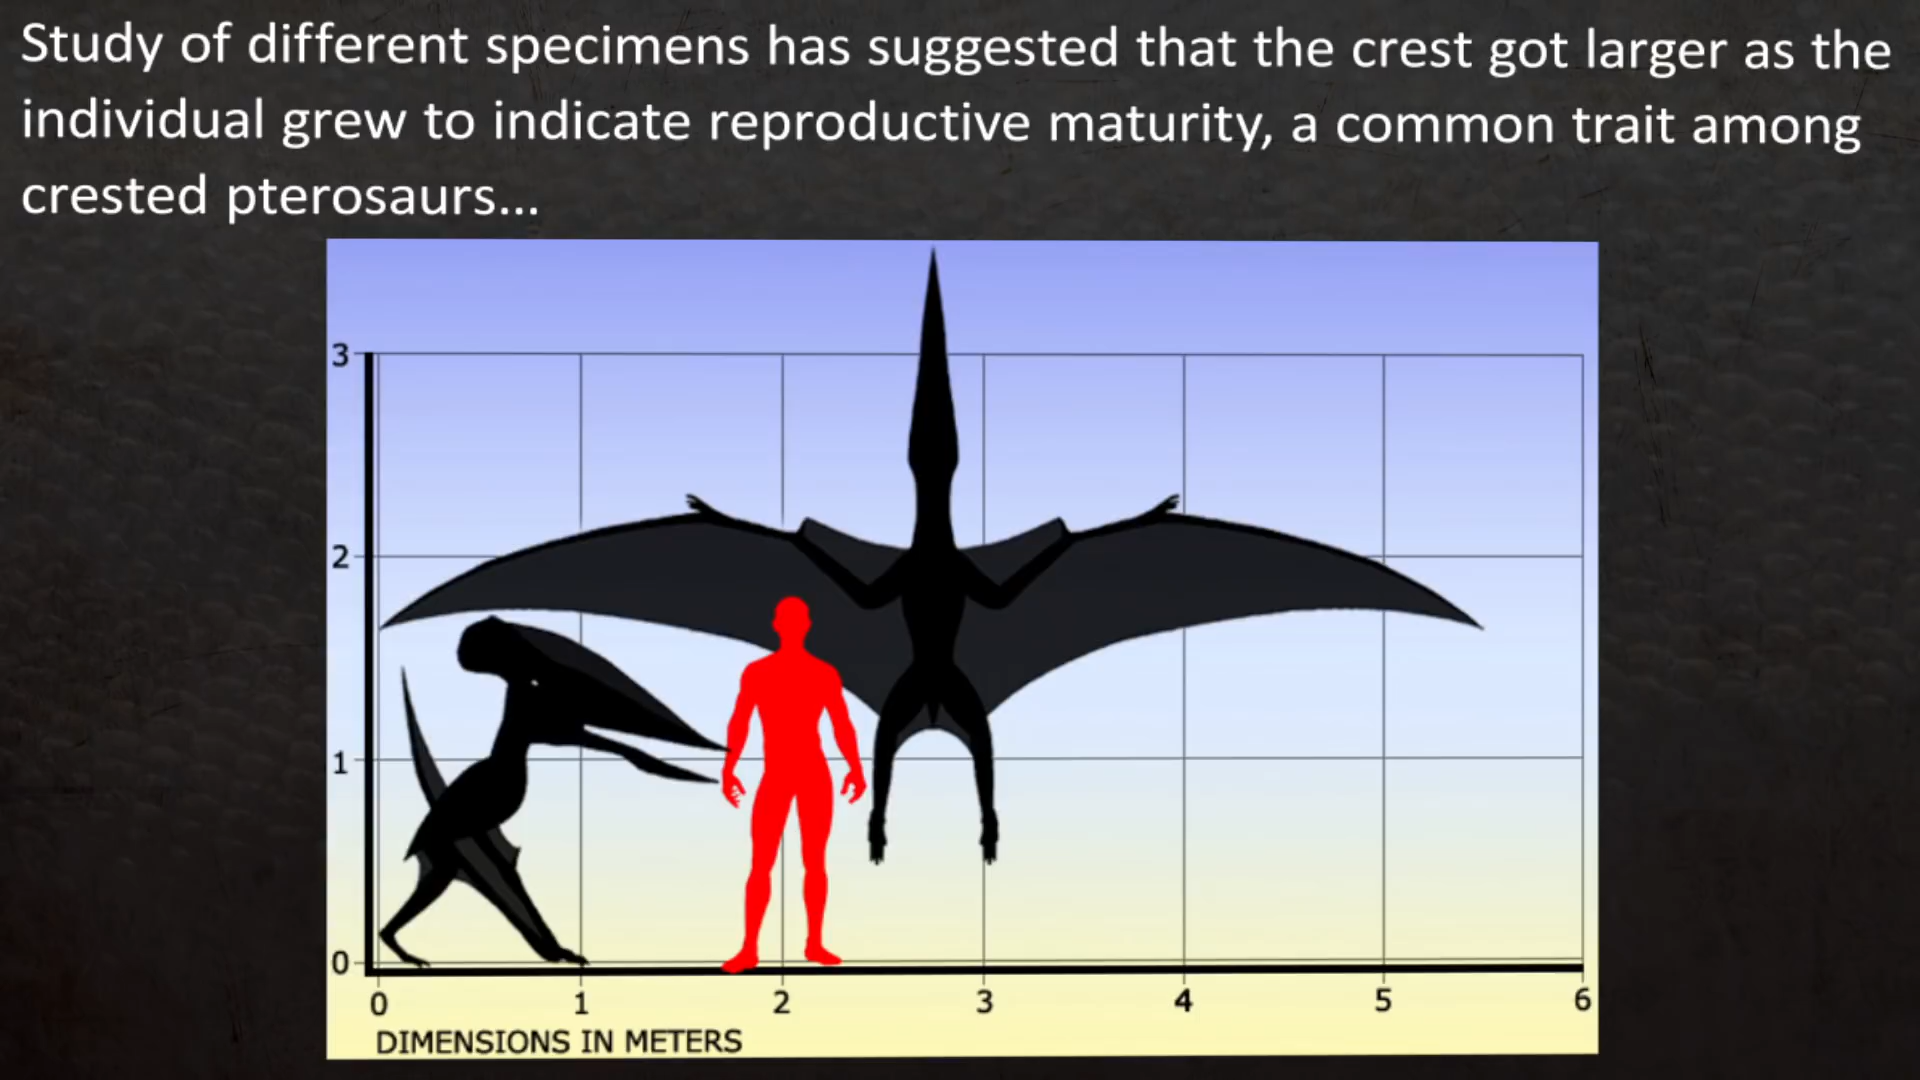 Study of different specimens has suggested that the crest got larger as the
individual grew to indicate reproductive maturity, a common trait among
crested pterosaurs...
3
2
1
0
0 1 2 3 4 5 6
DIMENSIONS IN METERS